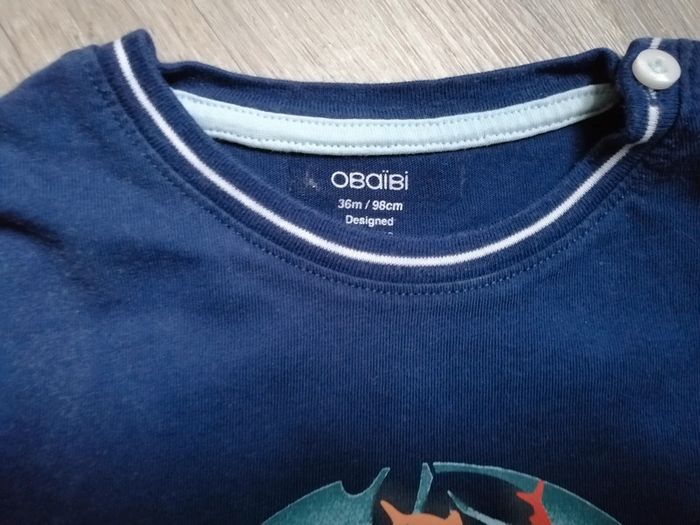 OBAÏBI
36m / 98cm
Designed